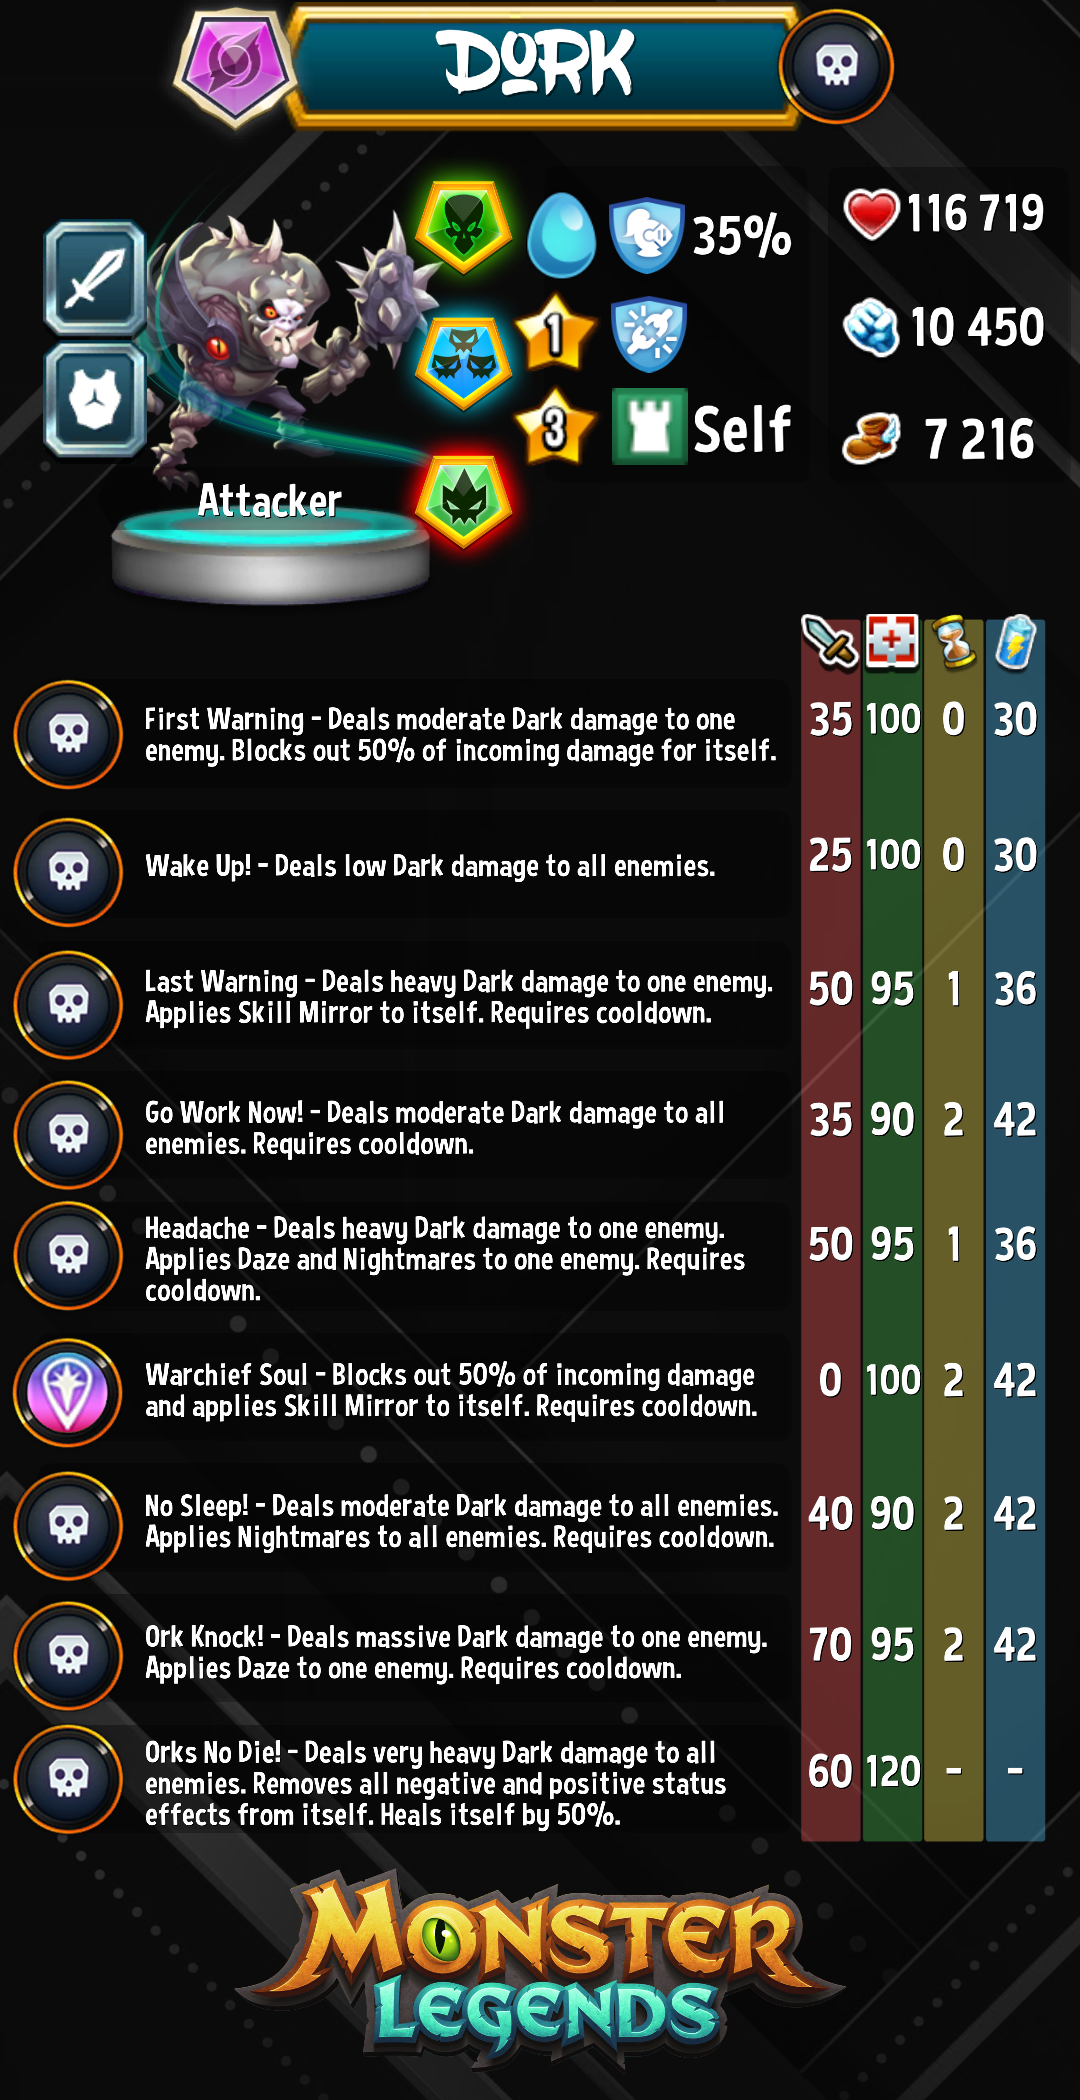 DORK
35%
116 719
1
10 450
3
Self
7 216
Attacker
First Warning - Deals moderate Dark damage to one
enemy. Blocks out 50% of incoming damage for itself.
35 100 0 30
Wake Up! - Deals low Dark damage to all enemies.
25 100 0 30
Last Warning - Deals heavy Dark damage to one enemy.
Applies Skill Mirror to itself. Requires cooldown.
50 95 1 36
Go Work Now! - Deals moderate Dark damage to all
enemies. Requires cooldown.
35 90 2 42
Headache - Deals heavy Dark damage to one enemy.
Applies Daze and Nightmares to one enemy. Requires
cooldown.
50 95 1 36
Warchief Soul - Blocks out 50% of incoming damage
and applies Skill Mirror to itself. Requires cooldown.
0 100 2 42
No Sleep! - Deals moderate Dark damage to all enemies.
Applies Nightmares to all enemies. Requires cooldown.
40 90 2 42
Ork Knock! - Deals massive Dark damage to one enemy.
Applies Daze to one enemy. Requires cooldown.
70 95 2 42
Orks No Die! - Deals very heavy Dark damage to all
enemies. Removes all negative and positive status
effects from itself. Heals itself by 50%.
60 120 - -
MONSTER
LEGENDS